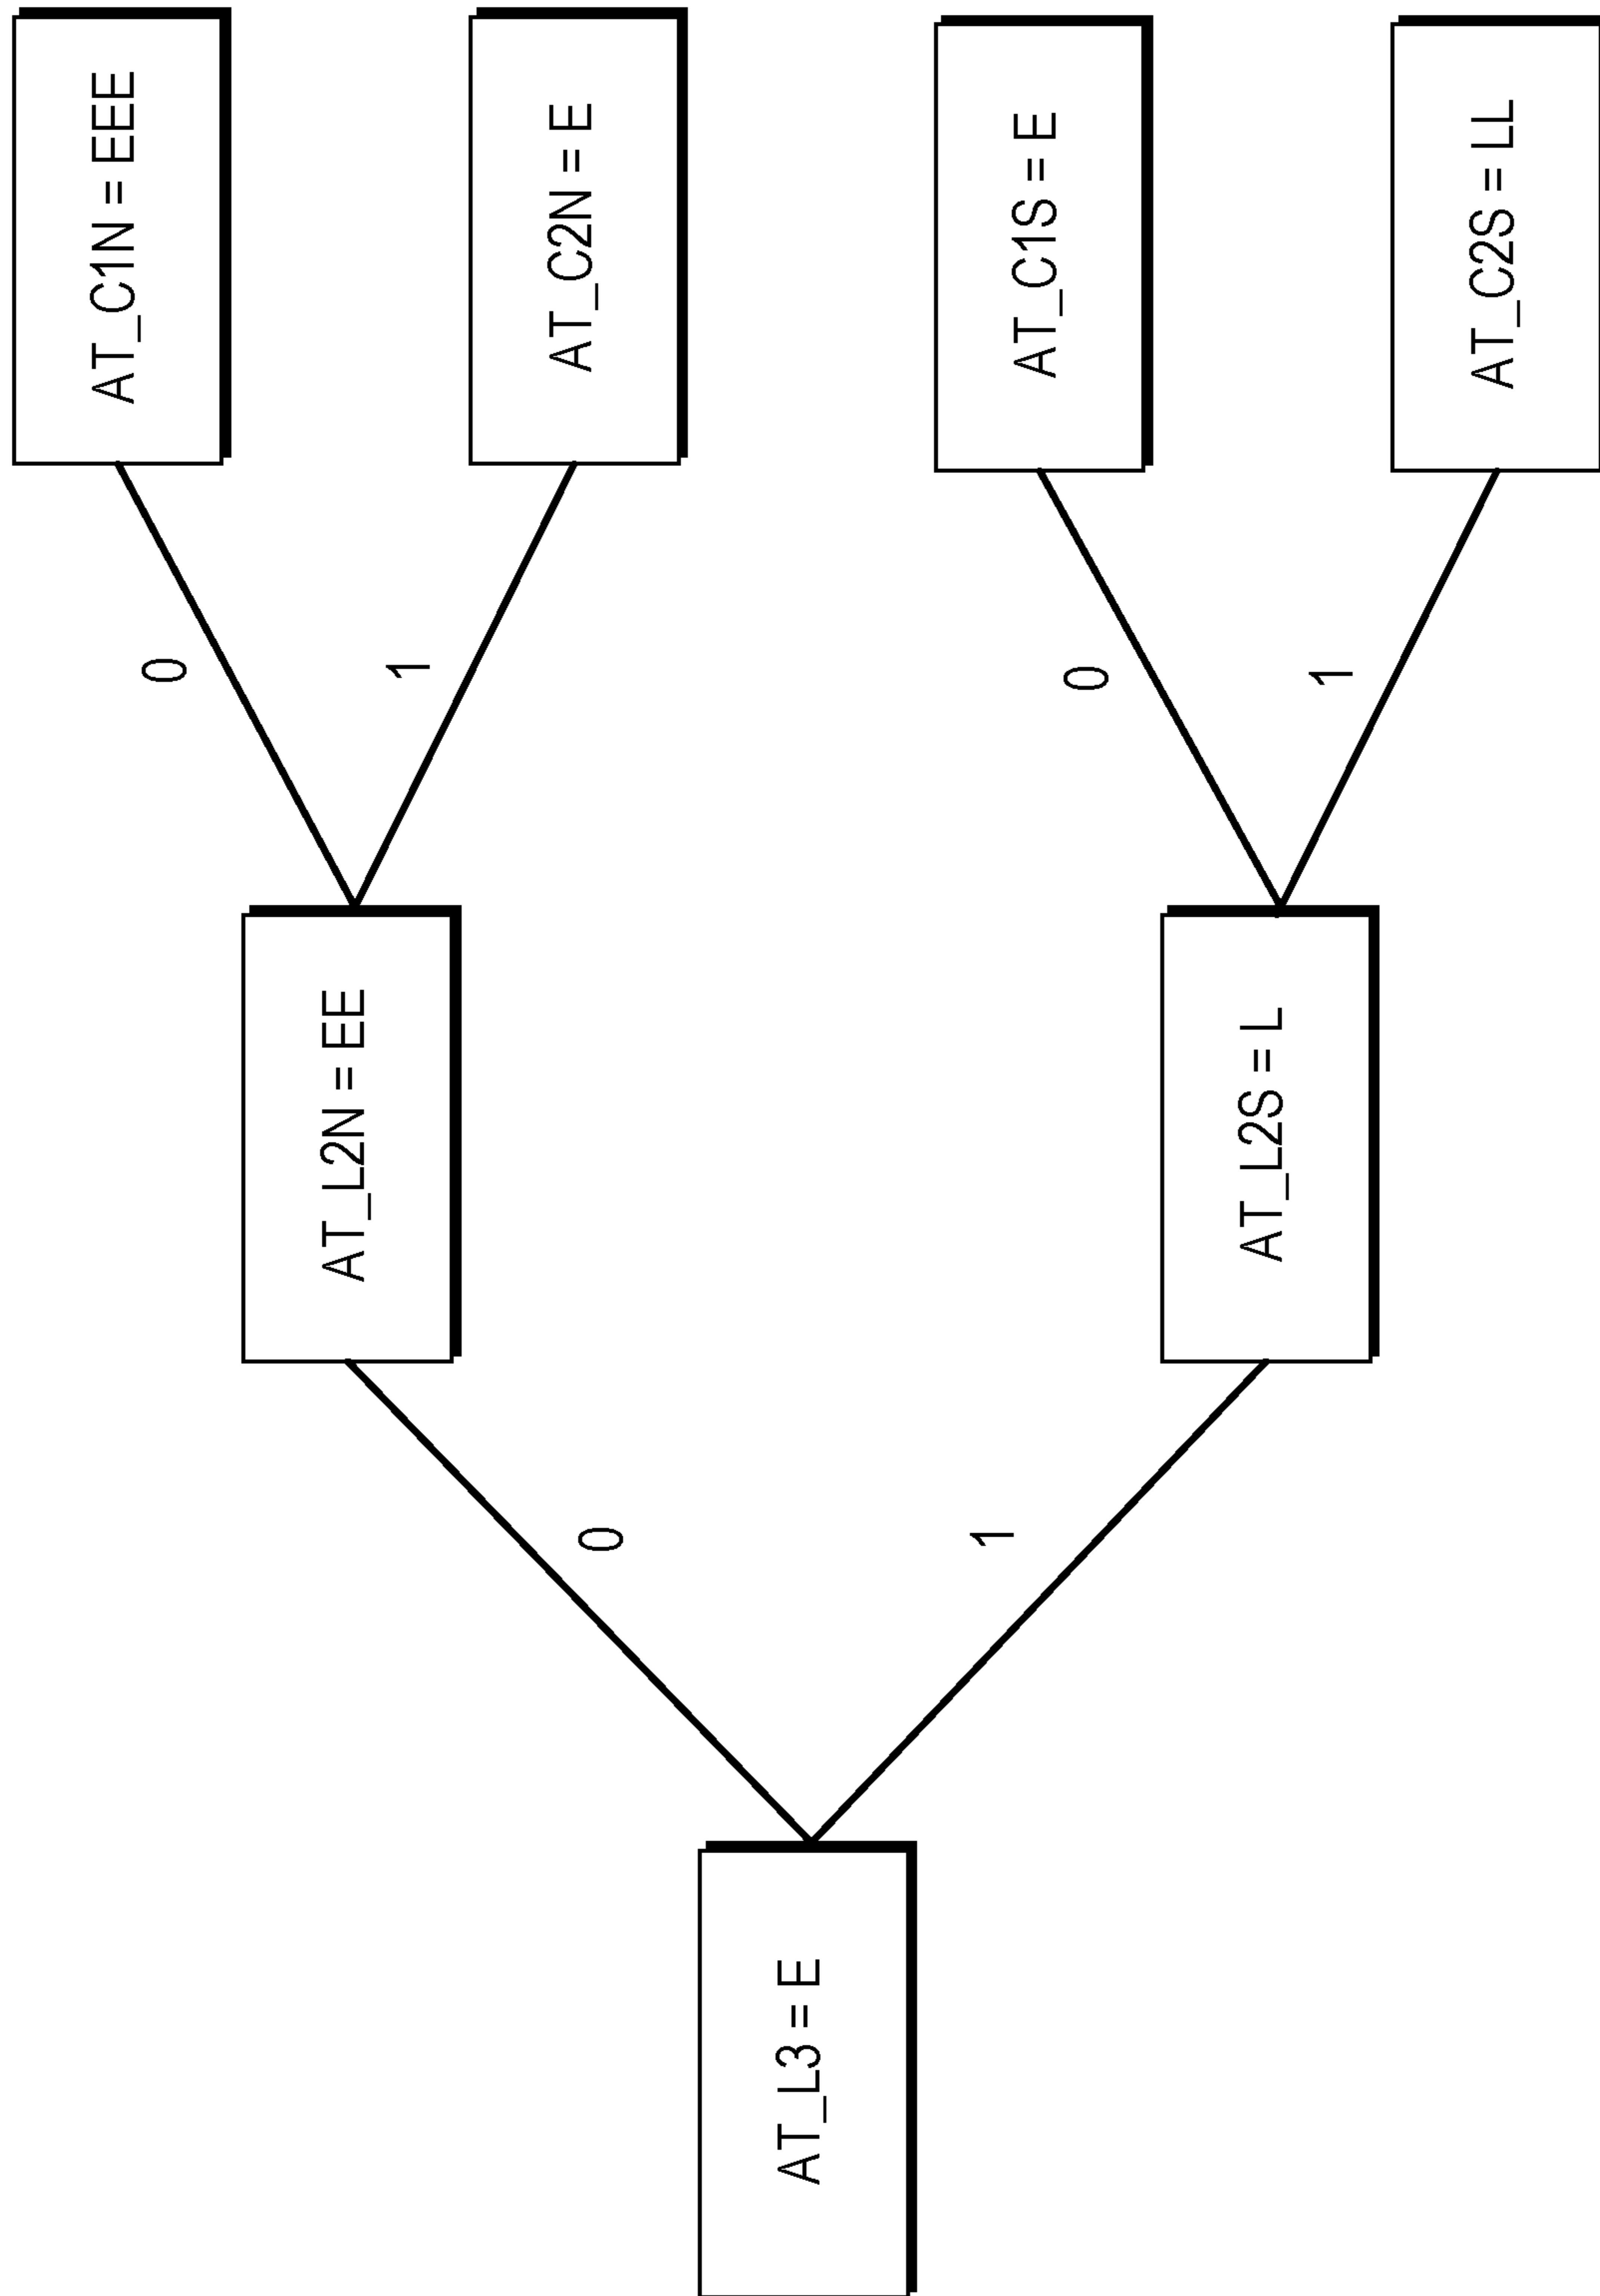 AT_L3 = E
0
1
AT_L2N = EE
AT_L2S = L
0
1
0
1
AT_C1N = EEE
AT_C2N = E
AT_C1S = E
AT_C2S = LL